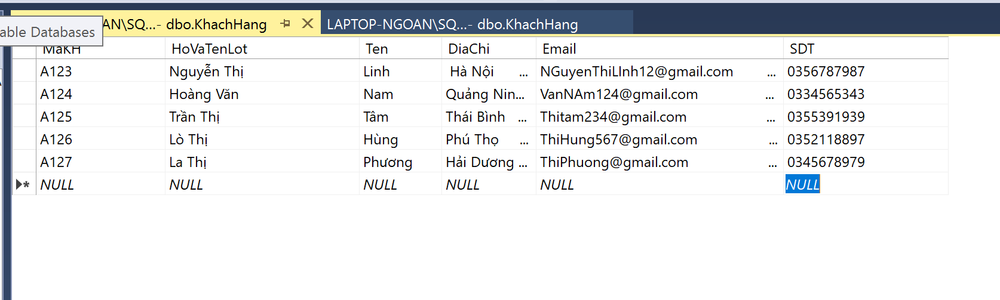 able Databases
AN\SQ...- dbo.KhachHang
LAPTOP-NGOAN\SQ...- dbo.KhachHang
MaKH HoVaTenLot Ten DiaChi Email SDT
A123 Nguyễn Thị Linh Hà Nội ... NGuyenThiLInh12@gmail.com ... 0356787987
A124 Hoàng Văn Nam Quảng Nin... VanNAm124@gmail.com ... 0334565343
A125 Trần Thị Tâm Thái Bình ... Thitam234@gmail.com ... 0355391939
A126 Lò Thị Hùng Phú Thọ ... ThiHung567@gmail.com ... 0352118897
A127 La Thị Phương Hải Dương ... ThiPhuong@gmail.com ... 0345678979
NULL NULL NULL NULL NULL NULL